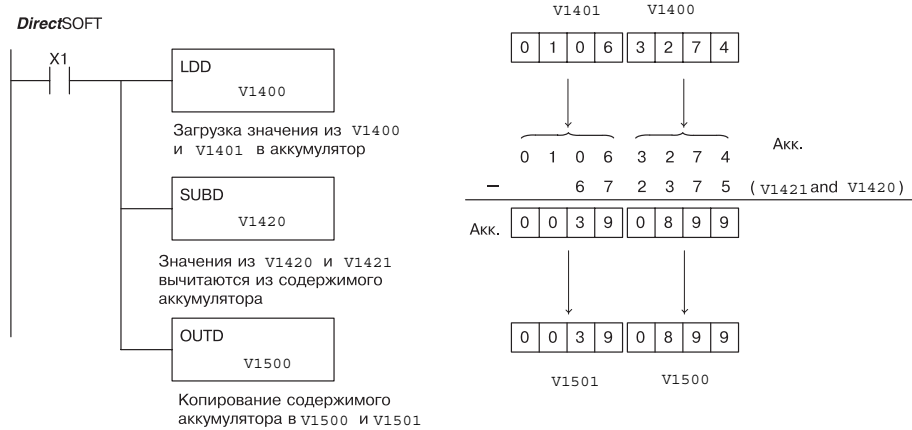 DirectSOFT
X1
LDD
V1400
Загрузка значения из V1400
и V1401 в аккумулятор
SUBD
V1420
Значения из V1420 и V1421
вычитаются из содержимого
аккумулятора
OUTD
V1500
Копирование содержимого
аккумулятора в V1500 и V1501
V1401 V1400
0 1 0 6 3 2 7 4
0 1 0 6 3 2 7 4 Акк.
– 6 7 2 3 7 5 (V1421 and V1420)
Акк. 0 0 3 9 0 8 9 9
0 0 3 9 0 8 9 9
V1501 V1500